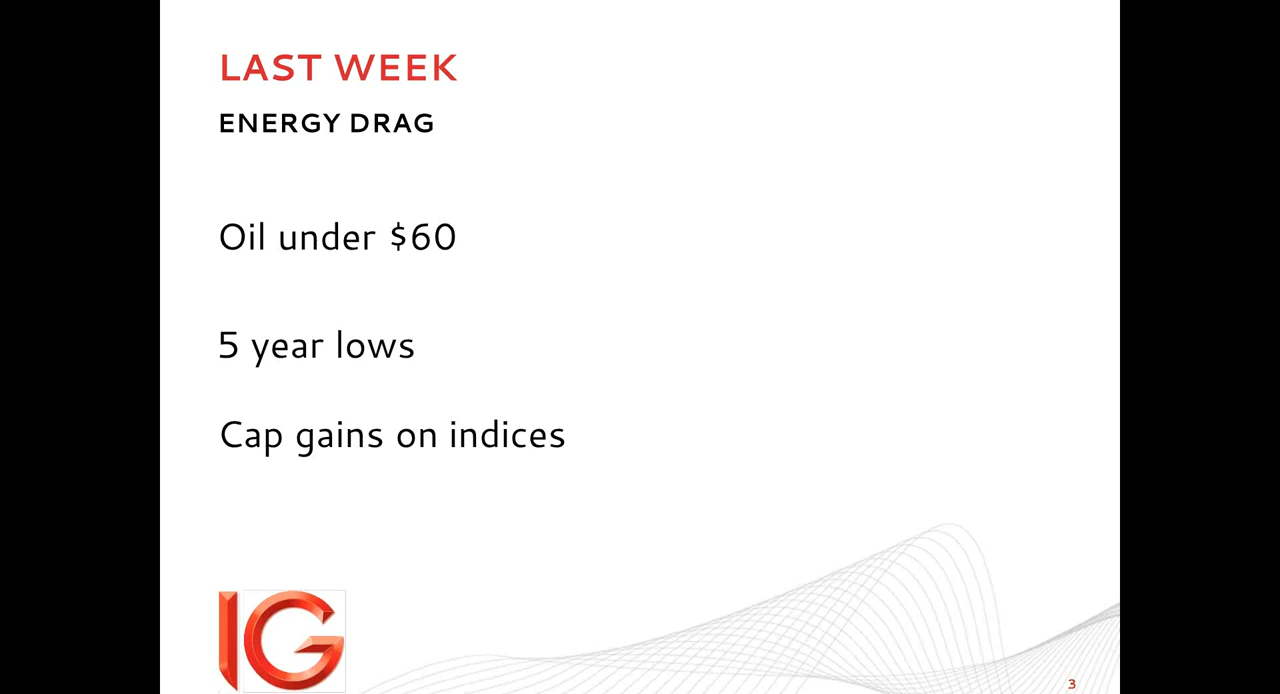 LAST WEEK
ENERGY DRAG
Oil under $60
5 year lows
Cap gains on indices
IG
3